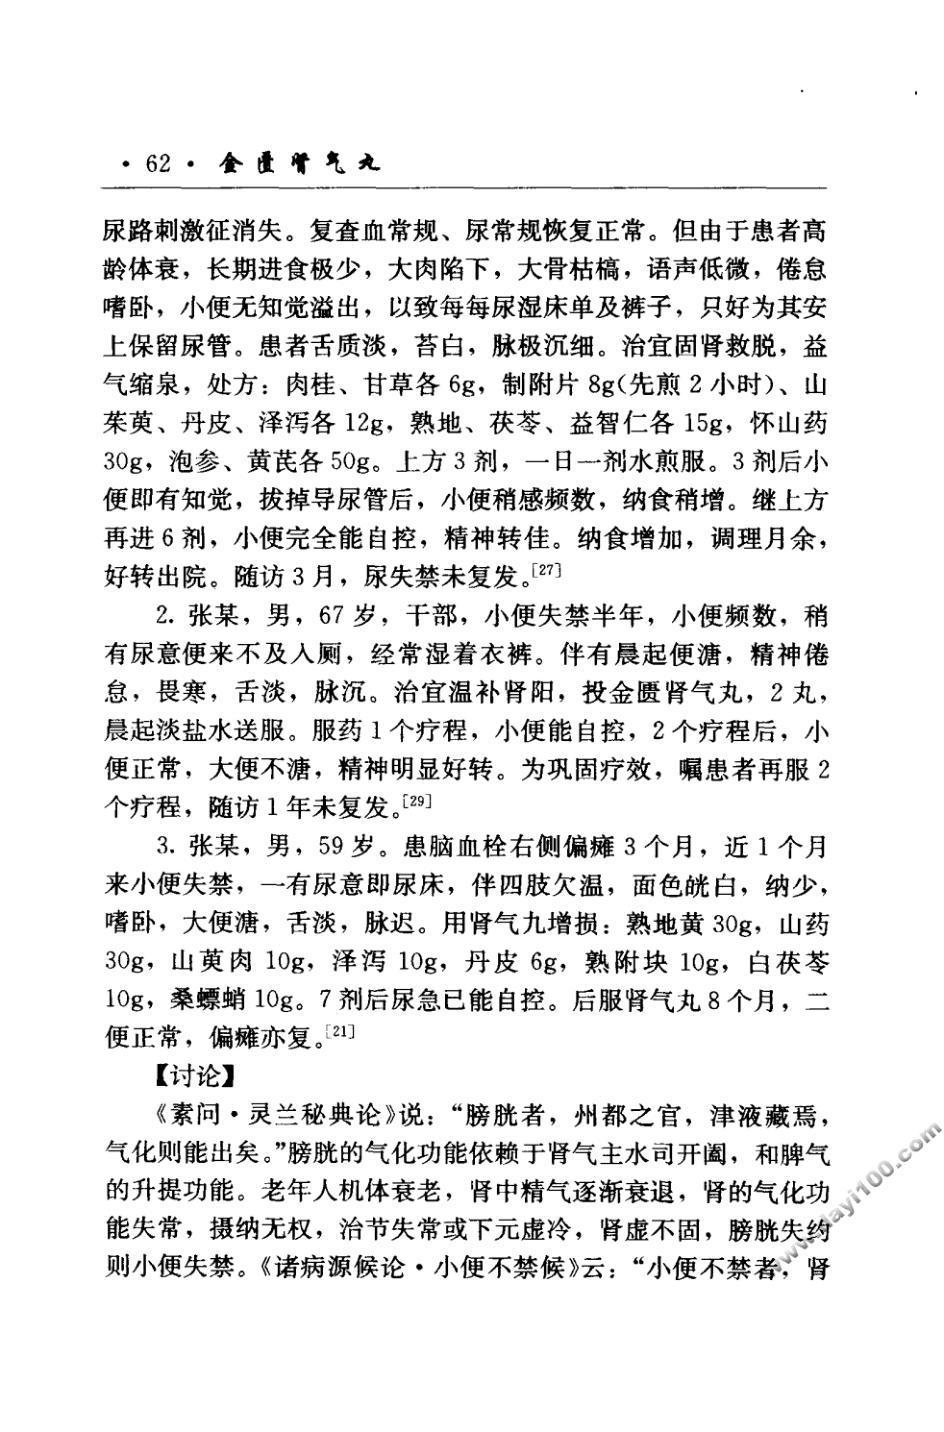 ·62· 金匮肾气丸
尿路刺激征消失。复查血常规、尿常规恢复正常。但由于患者高
龄体衰，长期进食极少，大肉陷下，大骨枯槁，语声低微，倦怠
嗜卧，小便无知觉溢出，以致每每尿湿床单及裤子，只好为其安
上保留尿管。患者舌质淡，苔白，脉极沉细。治宜固肾救脱，益
气缩泉，处方：肉桂、甘草各 6g，制附片 8g(先煎 2 小时)、山
茱萸、丹皮、泽泻各 12g，熟地、茯苓、益智仁各 15g，怀山药
30g，泡参、黄芪各 50g。上方 3 剂，一日一剂水煎服。3 剂后小
便即有知觉，拔掉导尿管后，小便稍感频数，纳食稍增。继上方
再进 6 剂，小便完全能自控，精神转佳。纳食增加，调理月余，
好转出院。随访 3 月，尿失禁未复发。[27]
2. 张某，男，67 岁，干部，小便失禁半年，小便频数，稍
有尿意便来不及入厕，经常湿着衣裤。伴有晨起便溏，精神倦
怠，畏寒，舌淡，脉沉。治宜温补肾阳，投金匮肾气丸，2 丸，
晨起淡盐水送服。服药 1 个疗程，小便能自控，2 个疗程后，小
便正常，大便不溏，精神明显好转。为巩固疗效，嘱患者再服 2
个疗程，随访 1 年未复发。[29]
3. 张某，男，59 岁。患脑血栓右侧偏瘫 3 个月，近 1 个月
来小便失禁，一有尿意即尿床，伴四肢欠温，面色㿠白，纳少，
嗜卧，大便溏，舌淡，脉迟。用肾气九增损：熟地黄 30g，山药
30g，山萸肉 10g，泽泻 10g，丹皮 6g，熟附块 10g，白茯苓
10g，桑螵蛸 10g。7 剂后尿急已能自控。后服肾气丸 8 个月，二
便正常，偏瘫亦复。[21]
【讨论】
《素问·灵兰秘典论》说：“膀胱者，州都之官，津液藏焉，
气化则能出矣。”膀胱的气化功能依赖于肾气主水司开阖，和脾气
的升提功能。老年人机体衰老，肾中精气逐渐衰退，肾的气化功
能失常，摄纳无权，治节失常或下元虚冷，肾虚不固，膀胱失约
则小便失禁。《诸病源候论·小便不禁候》云：“小便不禁者，肾
www.layi100.com